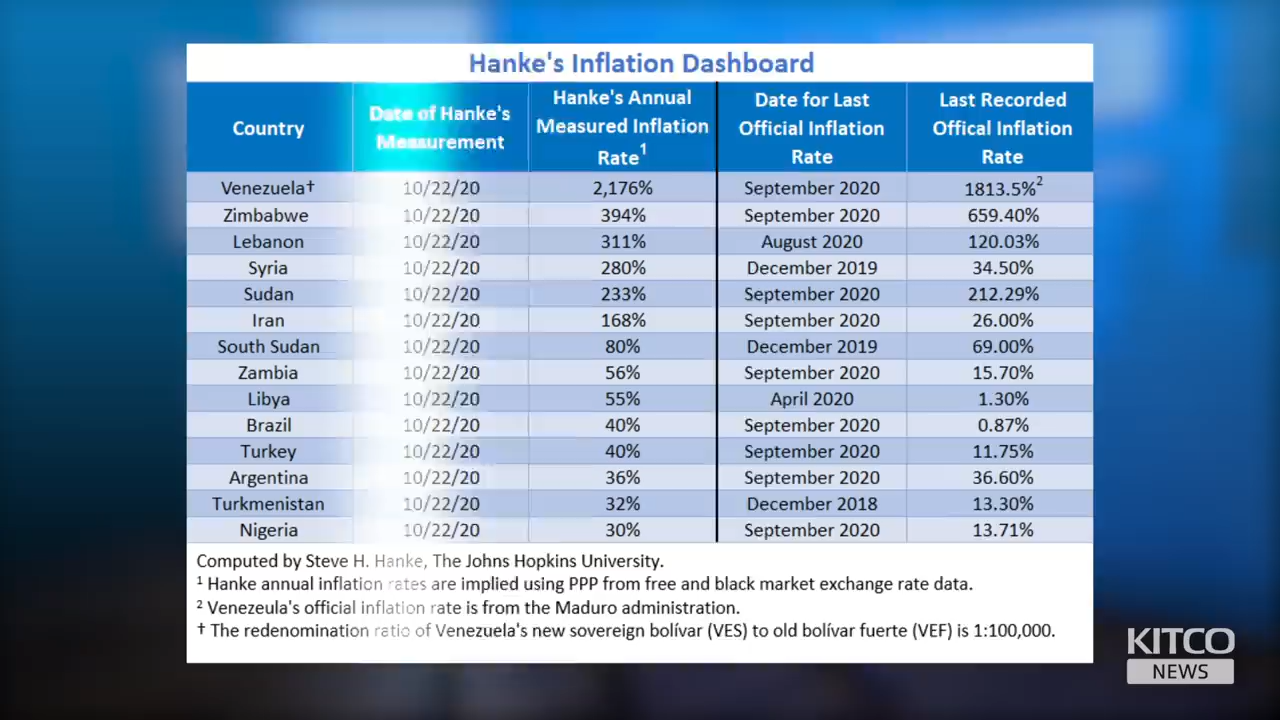 Hanke's Inflation Dashboard
Country
Date of Hanke's
Measurement
Hanke's Annual
Measured Inflation
Rate1
Date for Last
Official Inflation
Rate
Last Recorded
Offical Inflation
Rate
Venezuela† 10/22/20 2,176% September 2020 1813.5%2
Zimbabwe 10/22/20 394% September 2020 659.40%
Lebanon 10/22/20 311% August 2020 120.03%
Syria 10/22/20 280% December 2019 34.50%
Sudan 10/22/20 233% September 2020 212.29%
Iran 10/22/20 168% September 2020 26.00%
South Sudan 10/22/20 80% December 2019 69.00%
Zambia 10/22/20 56% September 2020 15.70%
Libya 10/22/20 55% April 2020 1.30%
Brazil 10/22/20 40% September 2020 0.87%
Turkey 10/22/20 40% September 2020 11.75%
Argentina 10/22/20 36% September 2020 36.60%
Turkmenistan 10/22/20 32% December 2018 13.30%
Nigeria 10/22/20 30% September 2020 13.71%
Computed by Steve H. Hanke, The Johns Hopkins University.
1 Hanke annual inflation rates are implied using PPP from free and black market exchange rate data.
2 Venezeula's official inflation rate is from the Maduro administration.
† The redenomination ratio of Venezuela's new sovereign bolívar (VES) to old bolívar fuerte (VEF) is 1:100,000.
KITCO
NEWS